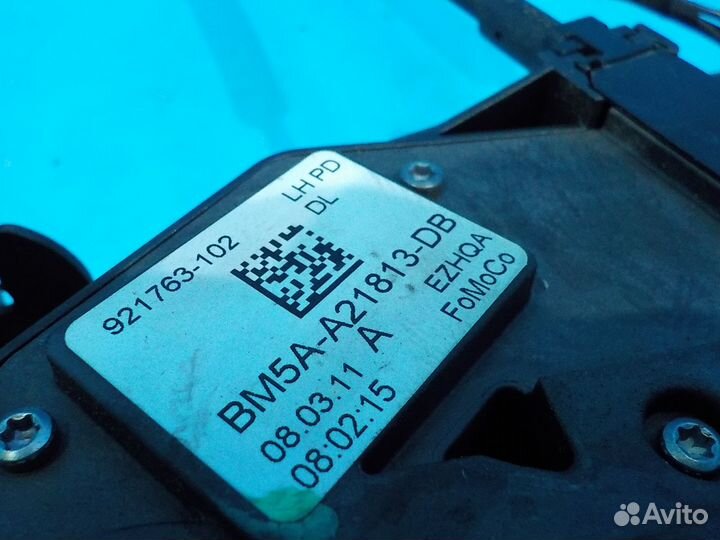 921763-102
LH PD
DL
BM5A-A21813-DB
08.03.11 A EZHQA
08:02:15 FoMoCo
Avito